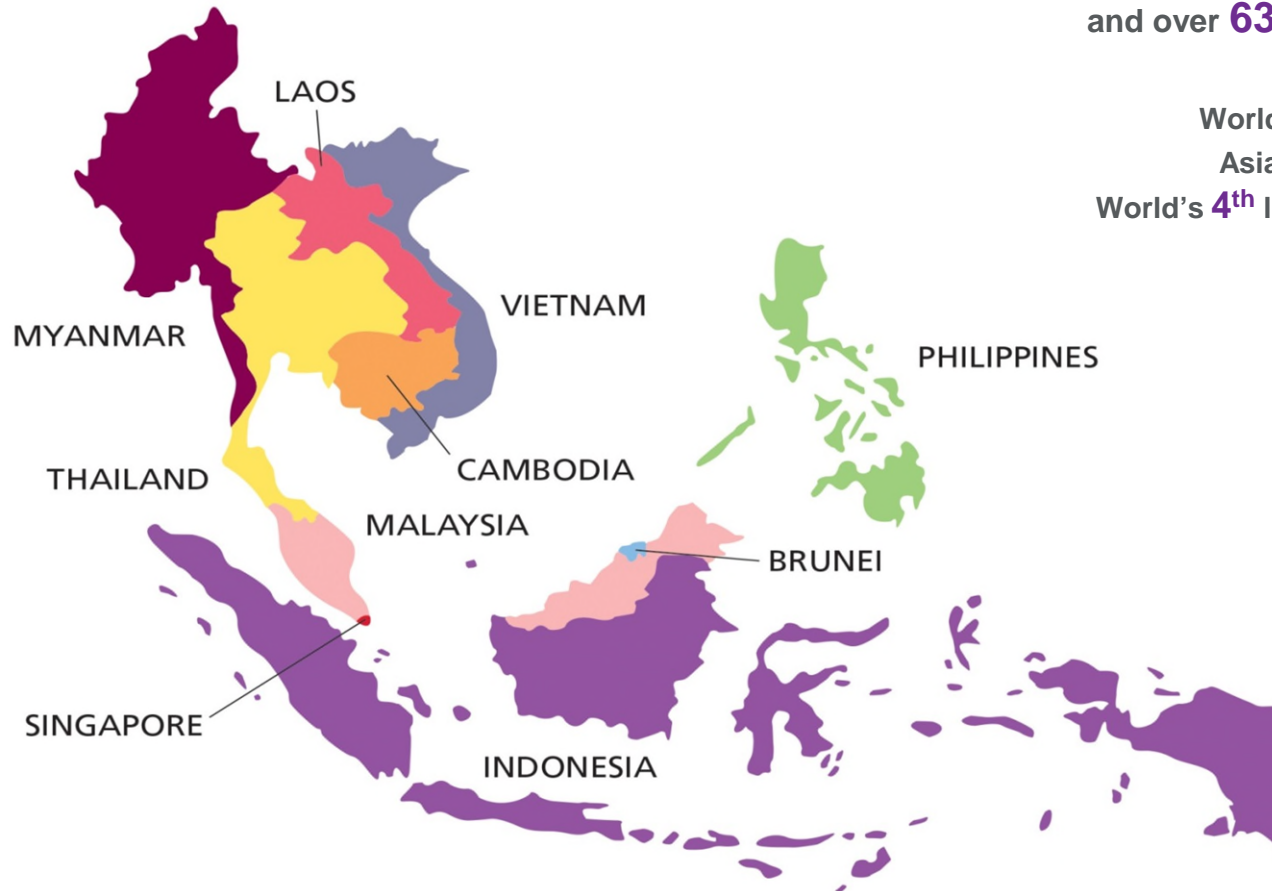 and over 63
LAOS
World
Asia
World's 4th l
VIETNAM
MYANMAR
PHILIPPINES
CAMBODIA
THAILAND
MALAYSIA
BRUNEI
SINGAPORE
INDONESIA